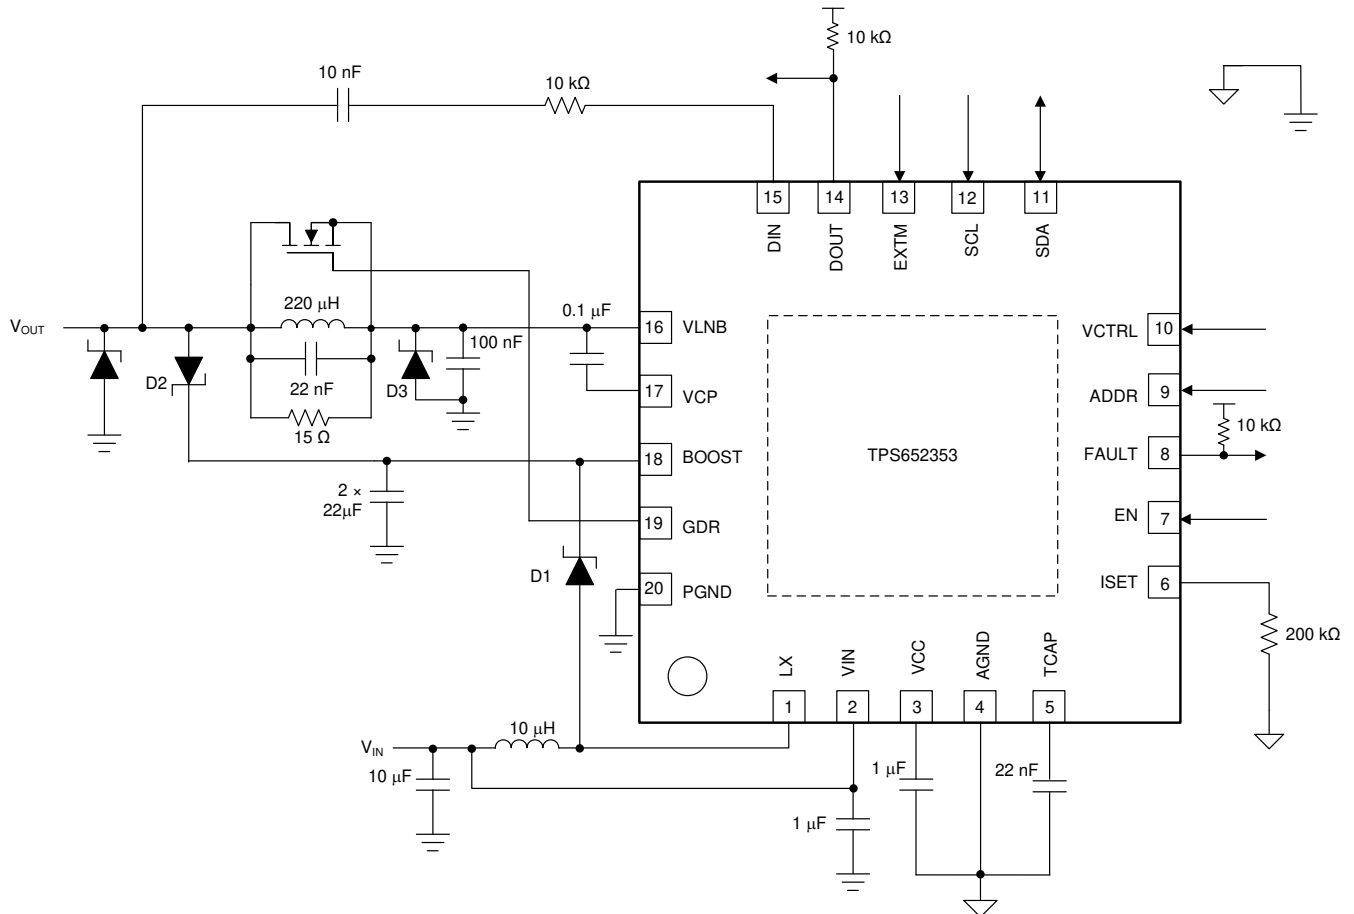 10 kΩ
10 nF
10 kΩ
15
14
13
12
11
DIN
DOUT
EXTM
SCL
SDA
220 μH
0.1 μF
VOUT
16
VLNB
VCTRL
10
100 nF
D2
22 nF
D3
17
VCP
ADDR
9
10 kΩ
15 Ω
18
BOOST
TPS652353
FAULT
8
2 ×
22μF
19
GDR
EN
7
D1
20
PGND
ISET
6
200 kΩ
LX
VIN
VCC
AGND
TCAP
1
2
3
4
5
10 μH
VIN
10 μF
1 μF
22 nF
1 μF